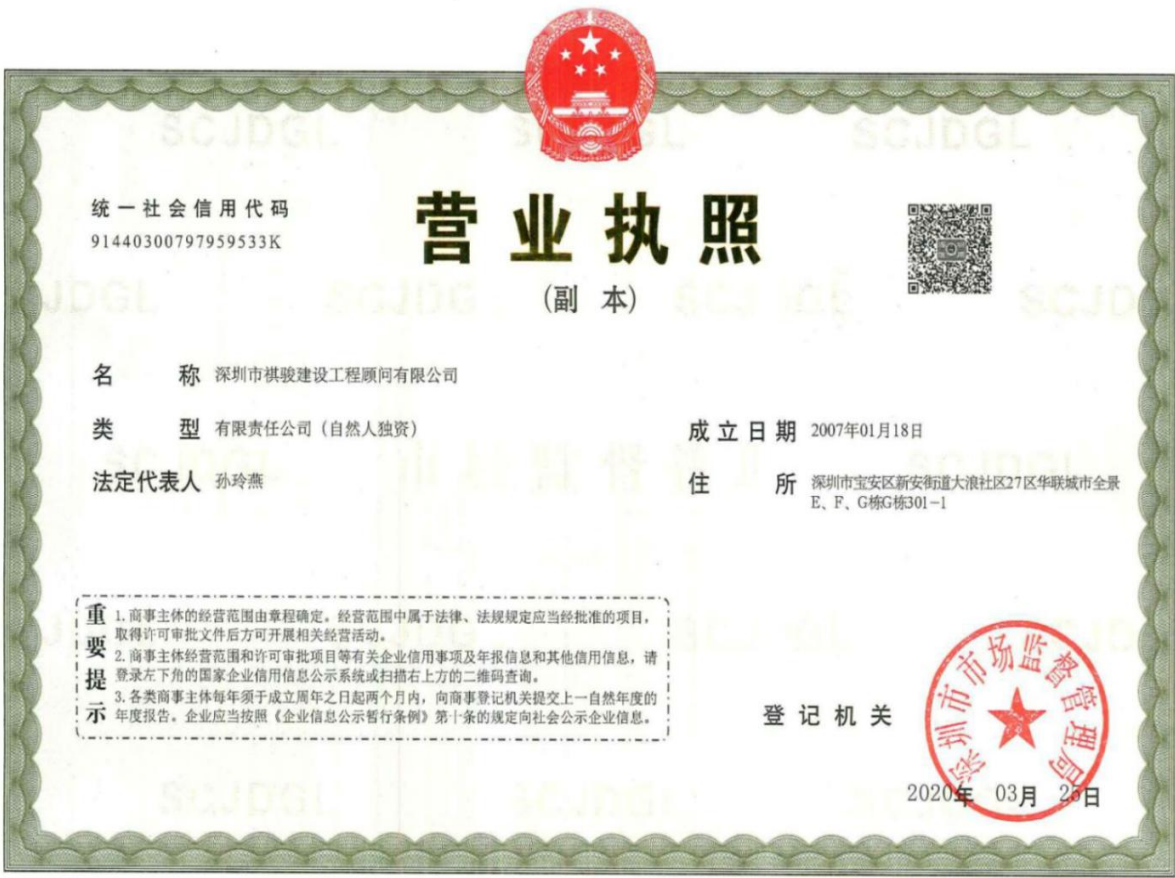 统一社会信用代码
91440300797959533K
营业执照
(副 本)
名 称 深圳市祺骏建设工程顾问有限公司
类 型 有限责任公司(自然人独资)
成立日期 2007年01月18日
法定代表人 孙玲燕
住 所 深圳市宝安区新安街道大浪社区27区华联城市全景
E、F、G栋G栋301-1
重要提示
1.商事主体的经营范围由章程确定。经营范围中属于法律、法规规定应当经批准的项目,
取得许可审批文件后方可开展相关经营活动。
2.商事主体经营范围和许可审批项目等有关企业信用事项及年报信息和其他信用信息,请
登录左下角的国家企业信用信息公示系统或扫描右上方的二维码查询。
3.各类商事主体每年须于成立周年之日起两个月内,向商事登记机关提交上一自然年度的
年度报告。企业应当按照《企业信息公示暂行条例》第十条的规定向社会公示企业信息。
登记机关
深圳市市场监督管理局
2020年 03月 日
SCJDGL